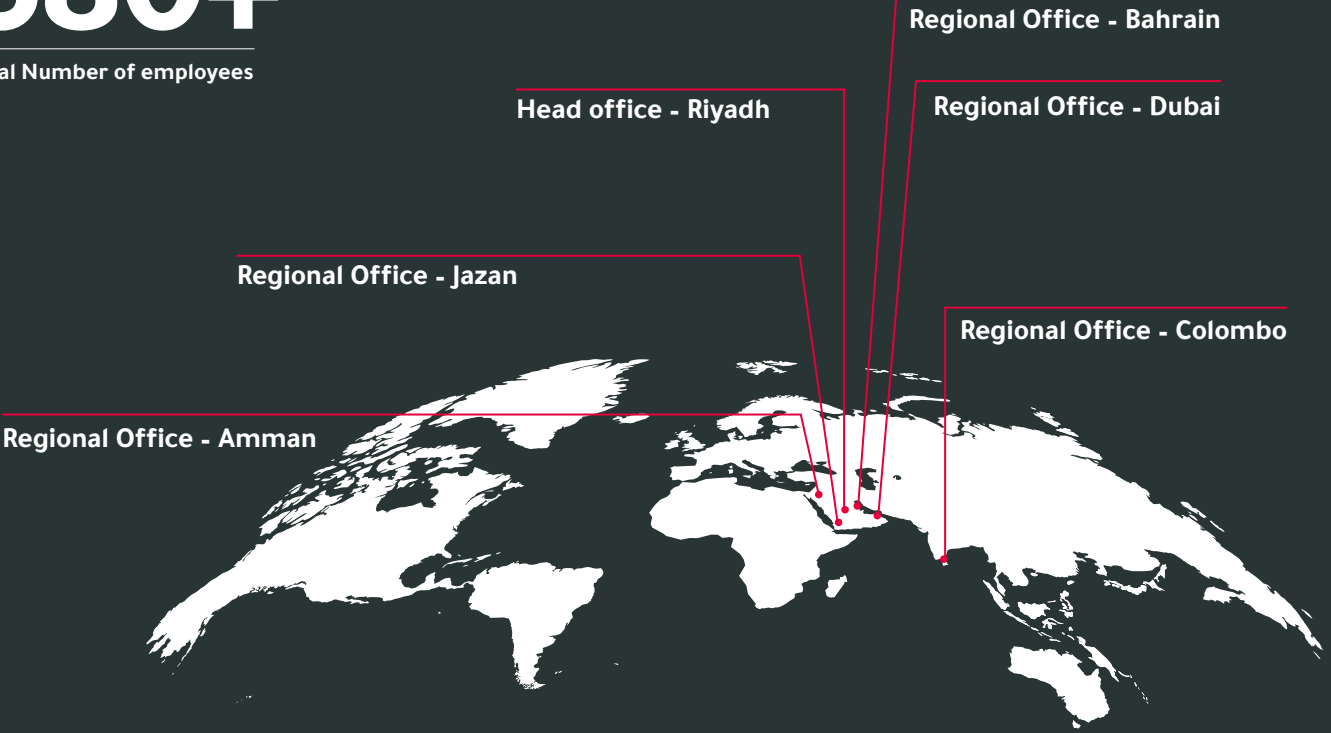 al Number of employees
Regional Office - Bahrain
Head office - Riyadh
Regional Office - Dubai
Regional Office - Jazan
Regional Office - Colombo
Regional Office - Amman